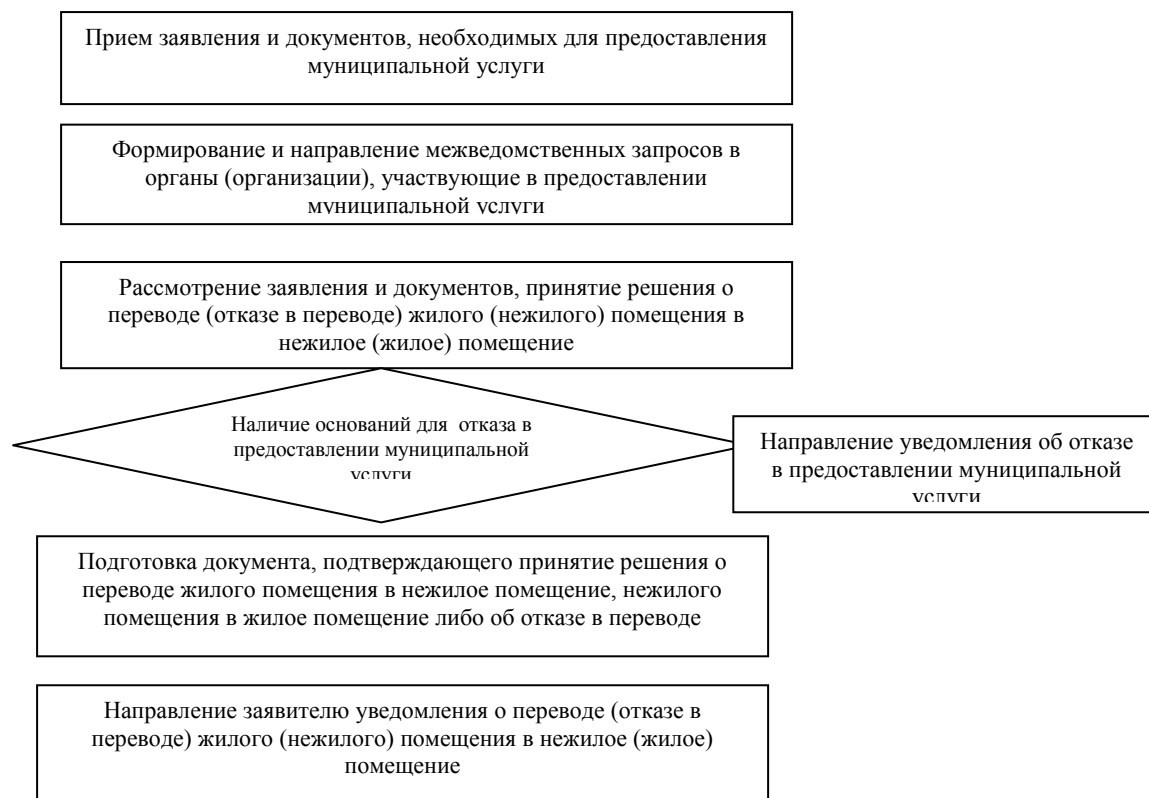 Прием заявления и документов, необходимых для предоставления
муниципальной услуги
Формирование и направление межведомственных запросов в
органы (организации), участвующие в предоставлении
муниципальной услуги
Рассмотрение заявления и документов, принятие решения о
переводе (отказе в переводе) жилого (нежилого) помещения в
нежилое (жилое) помещение
Наличие оснований для отказа в
предоставлении муниципальной
услуги
Направление уведомления об отказе
в предоставлении муниципальной
услуги
Подготовка документа, подтверждающего принятие решения о
переводе жилого помещения в нежилое помещение, нежилого
помещения в жилое помещение либо об отказе в переводе
Направление заявителю уведомления о переводе (отказе в
переводе) жилого (нежилого) помещения в нежилое (жилое)
помещение